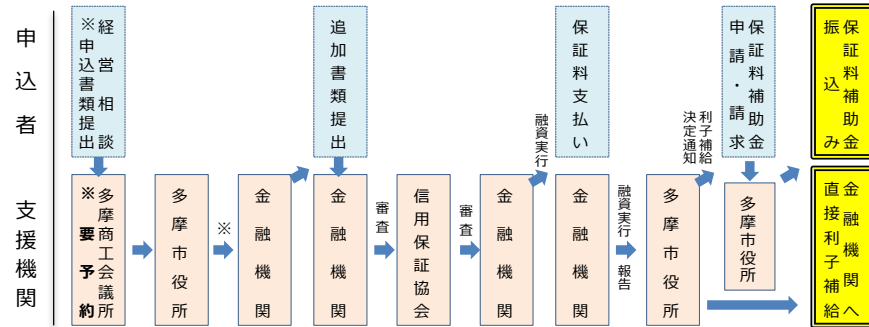 申込者
経営相談
※申込書類提出
追加書類提出
保証料支払い
保証料補助金
申請・請求
保証料補助金
振込み
融資実行
利子補給
決定通知
支援機関
多摩商工会議所
※要予約
多摩市役所
※
金融機関
金融機関
審査
信用保証協会
審査
金融機関
金融機関
融資実行
報告
多摩市役所
多摩市役所
金融機関へ
直接利子補給